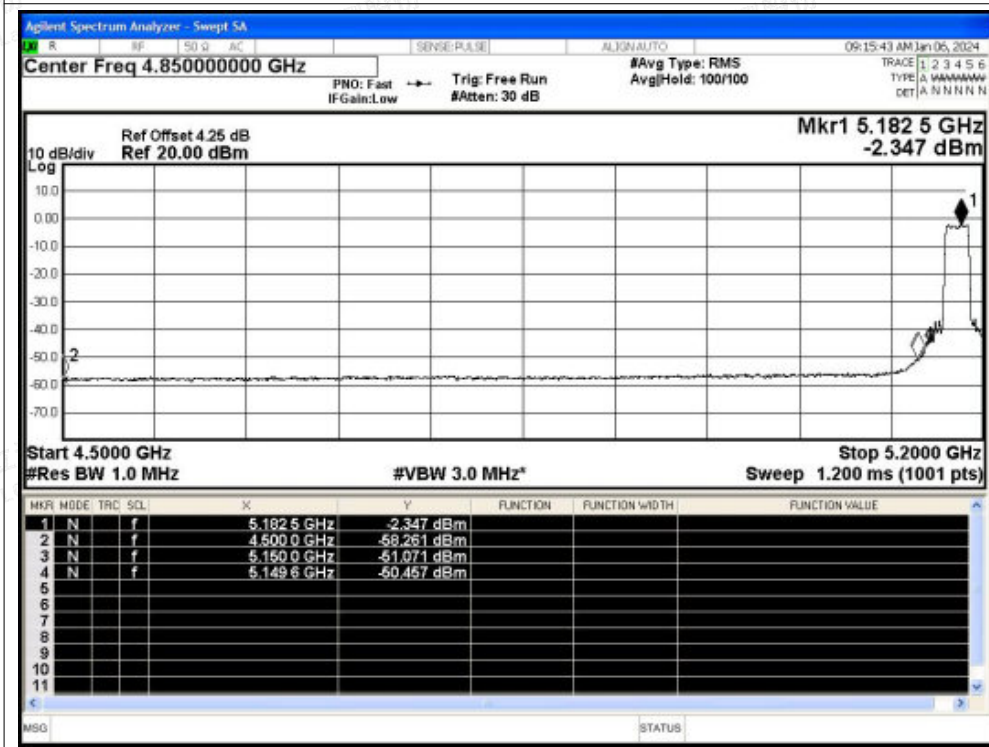 Agilent Spectrum Analyzer - Swept SA
R RF 50 Ω AC SENSE:PULSE ALIGN AUTO 09:15:43 AM Jan 06, 2024
Center Freq 4.850000000 GHz #Avg Type: RMS TRACE 1 2 3 4 5 6
PNO: Fast Trig: Free Run Avg|Hold: 100/100 TYPE A
IFGain:Low #Atten: 30 dB DET A N N N N N
Mkr1 5.182 5 GHz
Ref Offset 4.25 dB
10 dB/div Ref 20.00 dBm -2.347 dBm
Log
10.0
1
0.00
-10.0
-20.0
-30.0
-40.0
-50.0 2
-60.0
-70.0
Start 4.5000 GHz Stop 5.2000 GHz
#Res BW 1.0 MHz #VBW 3.0 MHz* Sweep 1.200 ms (1001 pts)
MKR MODE TRC SCL X Y FUNCTION FUNCTION WIDTH FUNCTION VALUE
1 N f 5.182 5 GHz -2.347 dBm
2 N f 4.500 0 GHz -58.261 dBm
3 N f 5.150 0 GHz -51.071 dBm
4 N f 5.149 6 GHz -50.457 dBm
5
6
7
8
9
10
11
MSG STATUS